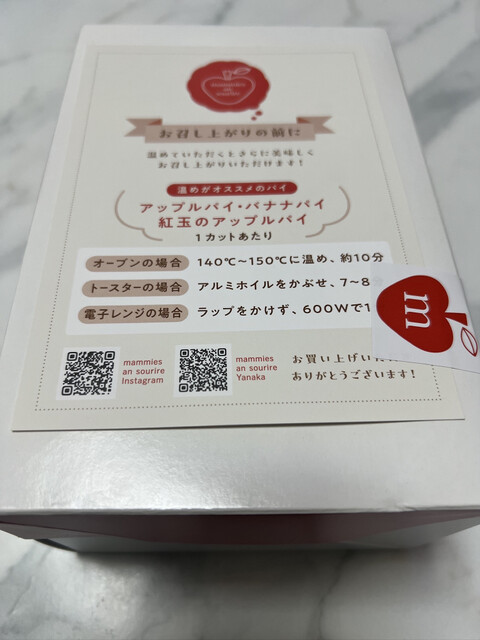 mammies
an
sourire
お召し上がりの前に
温めていただくとさらに美味しく
お召し上がりいただけます!
温めがオススメのパイ
アップルパイ・バナナパイ
紅玉のアップルパイ
1カットあたり
オーブンの場合 140℃〜150℃に温め、約10分
トースターの場合 アルミホイルをかぶせ、7〜8
電子レンジの場合 ラップをかけず、600Wで1
m
mammies
an sourire
Instagram
mammies
an sourire
Yanaka
お買い上げい
ありがとうございます!